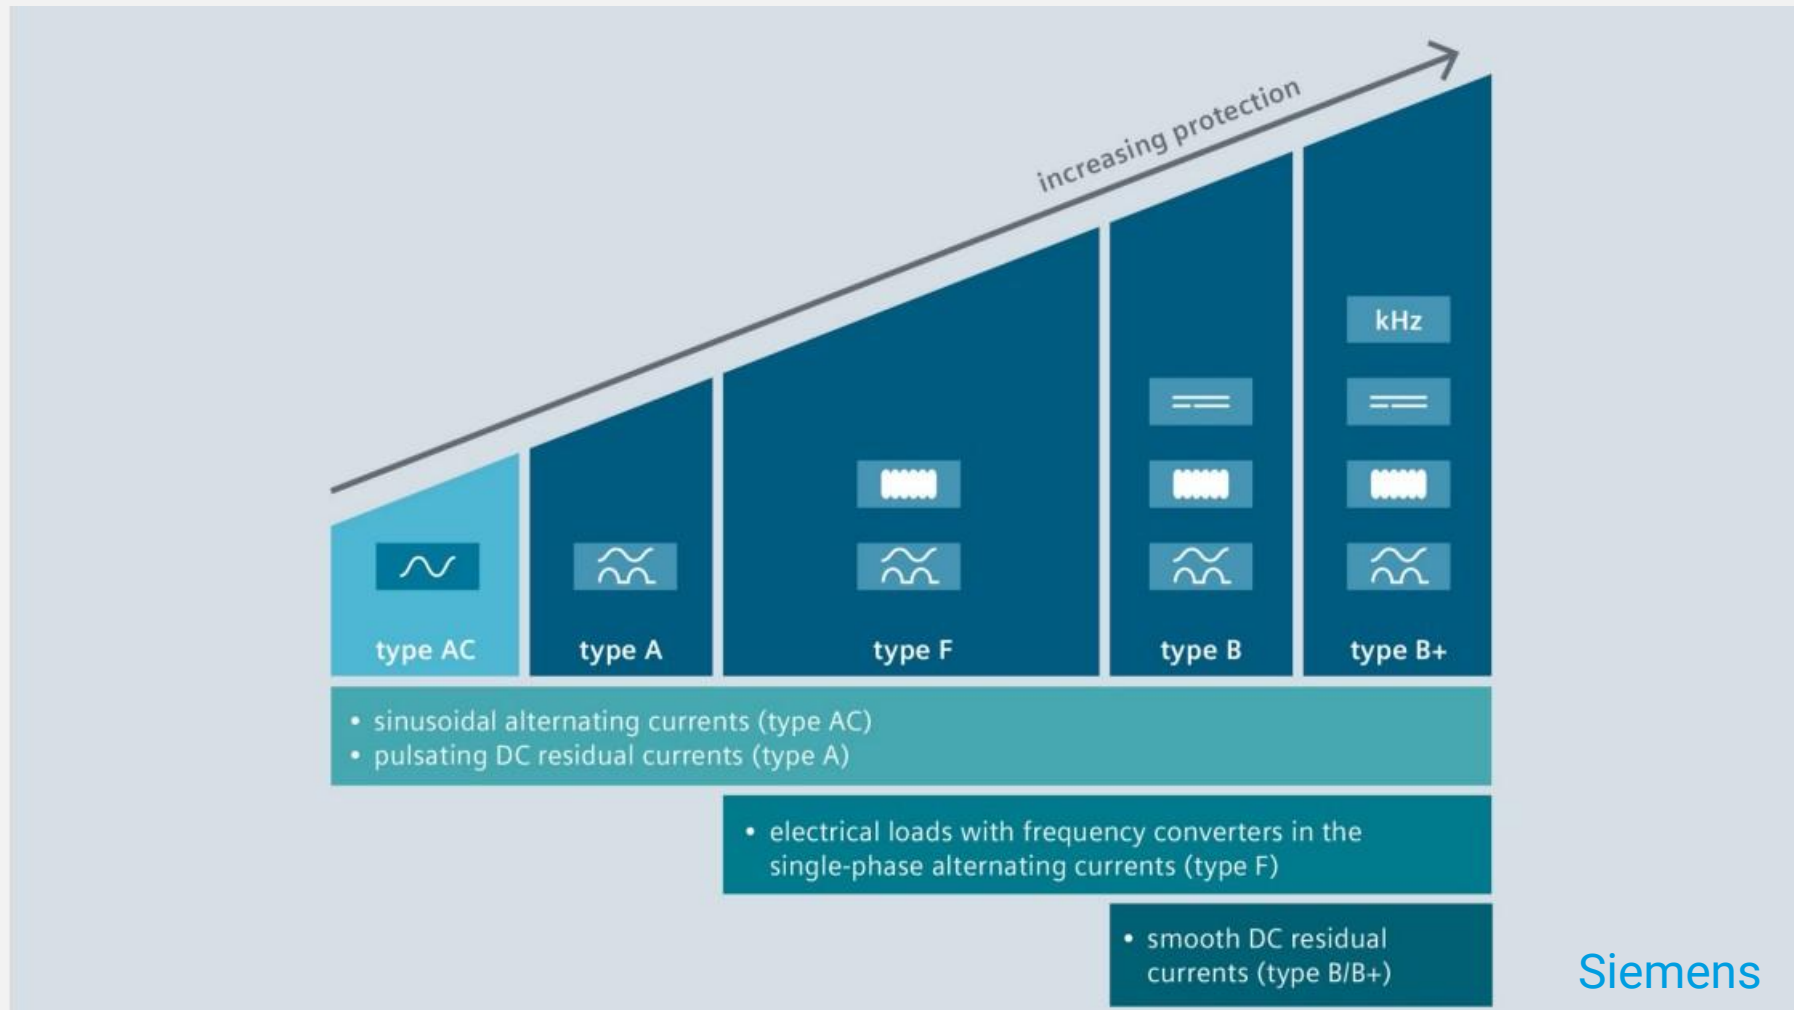 increasing protection
kHz
type AC
type A
type F
type B
type B+
• sinusoidal alternating currents (type AC)
• pulsating DC residual currents (type A)
• electrical loads with frequency converters in the
single-phase alternating currents (type F)
• smooth DC residual
currents (type B/B+)
Siemens